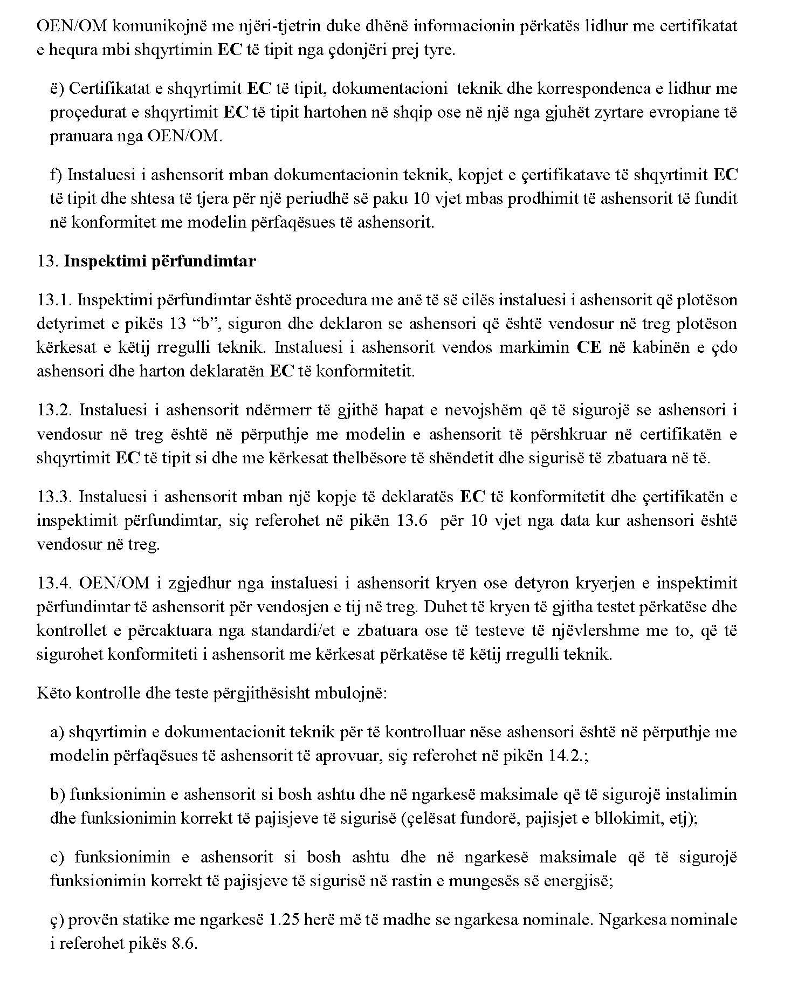 OEN/OM komunikojnë me njëri-tjetrin duke dhënë informacionin përkatës lidhur me certifikatat
e hequra mbi shqyrtimin EC të tipit nga çdonjëri prej tyre.
ë) Certifikatat e shqyrtimit EC të tipit, dokumentacioni teknik dhe korrespondenca e lidhur me
proçedurat e shqyrtimit EC të tipit hartohen në shqip ose në një nga gjuhët zyrtare evropiane të
pranuara nga OEN/OM.
f) Instaluesi i ashensorit mban dokumentacionin teknik, kopjet e çertifikatave të shqyrtimit EC
të tipit dhe shtesa të tjera për një periudhë së paku 10 vjet mbas prodhimit të ashensorit të fundit
në konformitet me modelin përfaqësues të ashensorit.
13. Inspektimi përfundimtar
13.1. Inspektimi përfundimtar është procedura me anë të së cilës instaluesi i ashensorit që plotëson
detyrimet e pikës 13 “b”, siguron dhe deklaron se ashensori që është vendosur në treg plotëson
kërkesat e këtij rregulli teknik. Instaluesi i ashensorit vendos markimin CE në kabinën e çdo
ashensori dhe harton deklaratën EC të konformitetit.
13.2. Instaluesi i ashensorit ndërmerr të gjithë hapat e nevojshëm që të sigurojë se ashensori i
vendosur në treg është në përputhje me modelin e ashensorit të përshkruar në certifikatën e
shqyrtimit EC të tipit si dhe me kërkesat thelbësore të shëndetit dhe sigurisë të zbatuara në të.
13.3. Instaluesi i ashensorit mban një kopje të deklaratës EC të konformitetit dhe çertifikatën e
inspektimit përfundimtar, siç referohet në pikën 13.6 për 10 vjet nga data kur ashensori është
vendosur në treg.
13.4. OEN/OM i zgjedhur nga instaluesi i ashensorit kryen ose detyron kryerjen e inspektimit
përfundimtar të ashensorit për vendosjen e tij në treg. Duhet të kryen të gjitha testet përkatëse dhe
kontrollet e përcaktuara nga standardi/et e zbatuara ose të testeve të njëvlershme me to, që të
sigurohet konformiteti i ashensorit me kërkesat përkatëse të këtij rregulli teknik.
Këto kontrolle dhe teste përgjithësisht mbulojnë:
a) shqyrtimin e dokumentacionit teknik për të kontrolluar nëse ashensori është në përputhje me
modelin përfaqësues të ashensorit të aprovuar, siç referohet në pikën 14.2.;
b) funksionimin e ashensorit si bosh ashtu dhe në ngarkesë maksimale që të sigurojë instalimin
dhe funksionimin korrekt të pajisjeve të sigurisë (çelësat fundorë, pajisjet e bllokimit, etj);
c) funksionimin e ashensorit si bosh ashtu dhe në ngarkesë maksimale që të sigurojë
funksionimin korrekt të pajisjeve të sigurisë në rastin e mungesës së energjisë;
ç) provën statike me ngarkesë 1.25 herë më të madhe se ngarkesa nominale. Ngarkesa nominale
i referohet pikës 8.6.